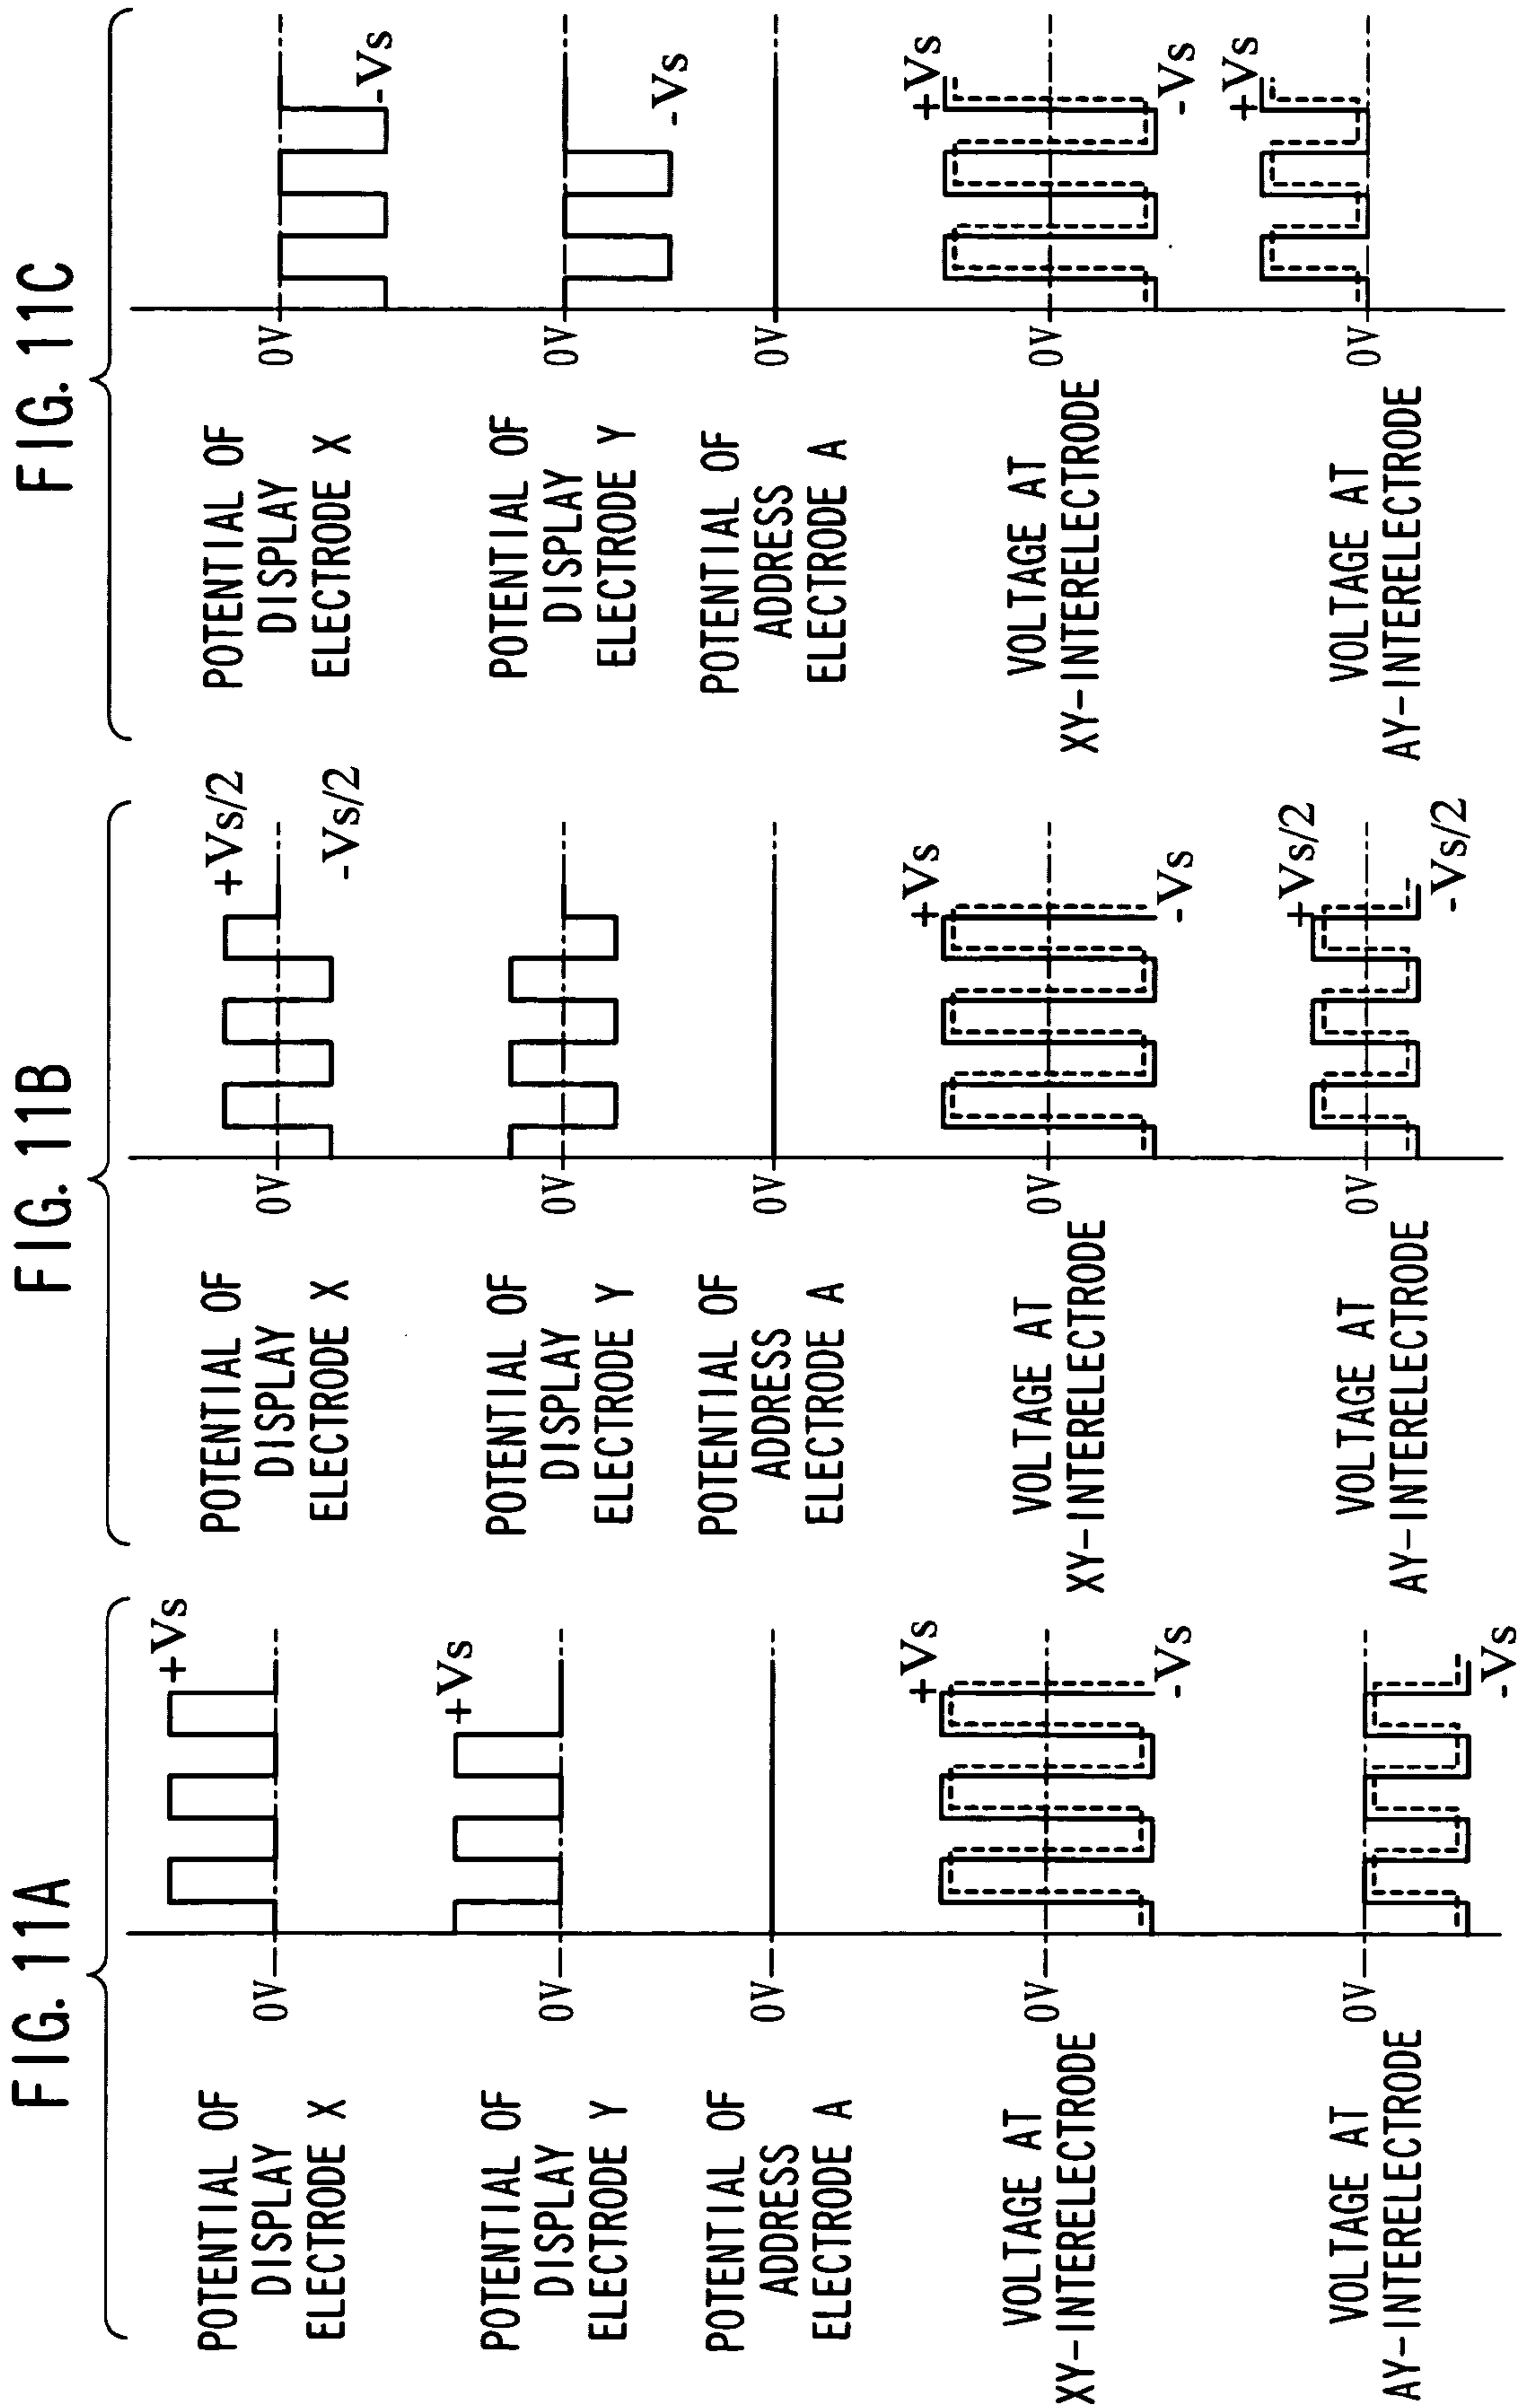 FIG. 11A
POTENTIAL OF
DISPLAY
ELECTRODE X
0V
+Vs
POTENTIAL OF
DISPLAY
ELECTRODE Y
0V
+Vs
POTENTIAL OF
ADDRESS
ELECTRODE A
0V
VOLTAGE AT
XY-INTERELECTRODE
0V
+Vs
-Vs
VOLTAGE AT
AY-INTERELECTRODE
0V
-Vs
FIG. 11B
POTENTIAL OF
DISPLAY
ELECTRODE X
0V
+Vs/2
-Vs/2
POTENTIAL OF
DISPLAY
ELECTRODE Y
0V
POTENTIAL OF
ADDRESS
ELECTRODE A
0V
VOLTAGE AT
XY-INTERELECTRODE
0V
+Vs
-Vs
VOLTAGE AT
AY-INTERELECTRODE
0V
+Vs/2
-Vs/2
FIG. 11C
POTENTIAL OF
DISPLAY
ELECTRODE X
0V
-Vs
POTENTIAL OF
DISPLAY
ELECTRODE Y
0V
-Vs
POTENTIAL OF
ADDRESS
ELECTRODE A
0V
VOLTAGE AT
XY-INTERELECTRODE
0V
+Vs
-Vs
VOLTAGE AT
AY-INTERELECTRODE
0V
+Vs